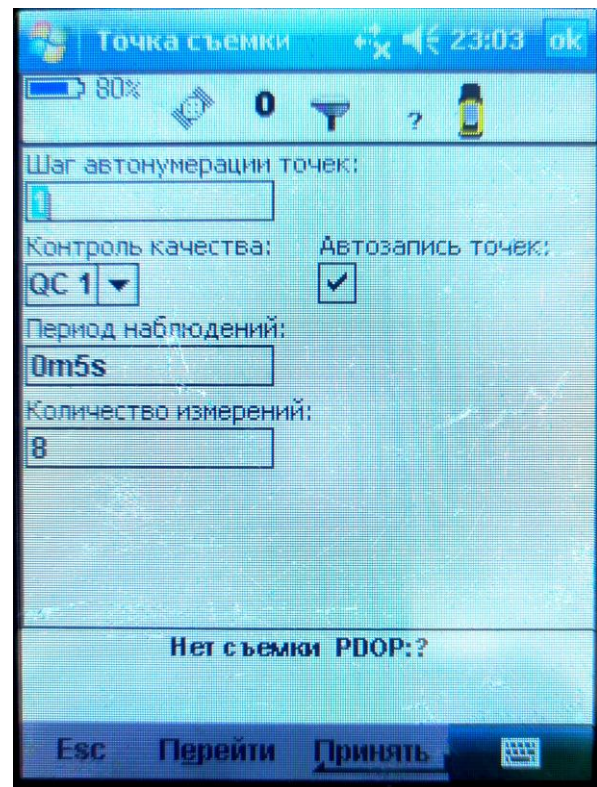 Точка съемки 23:03 ok
80% 0 ?
Шаг автонумерации точек:
1
Контроль качества: Автозапись точек:
QC 1
Период наблюдений:
0m5s
Количество измерений:
8
Нет съемки PDOP:?
Esc Перейти Принять